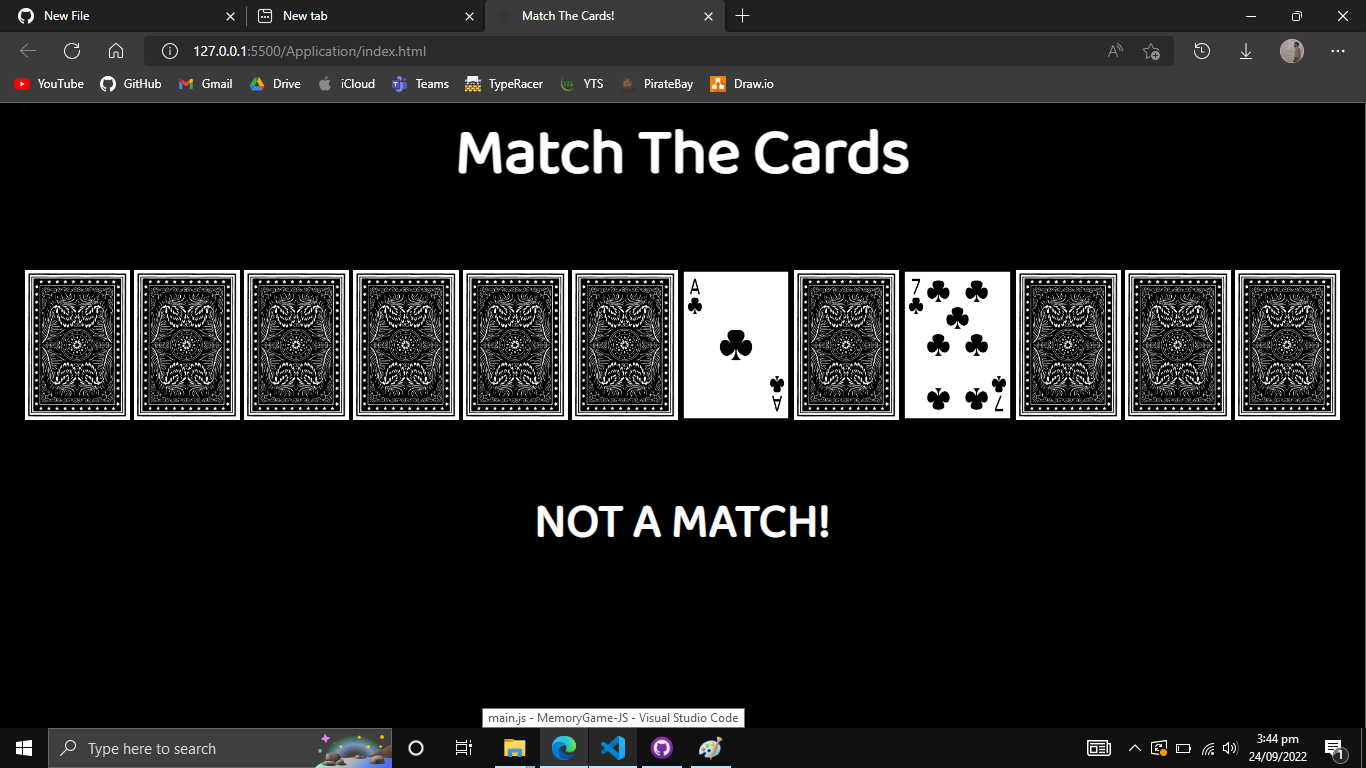 New File
New tab
Match The Cards!
127.0.0.1:5500/Application/index.html
YouTube GitHub Gmail Drive iCloud Teams TypeRacer YTS PirateBay Draw.io
Match The Cards
A
A
7
7
NOT A MATCH!
main.js - MemoryGame-JS - Visual Studio Code
Type here to search
3:44 pm
24/09/2022
1